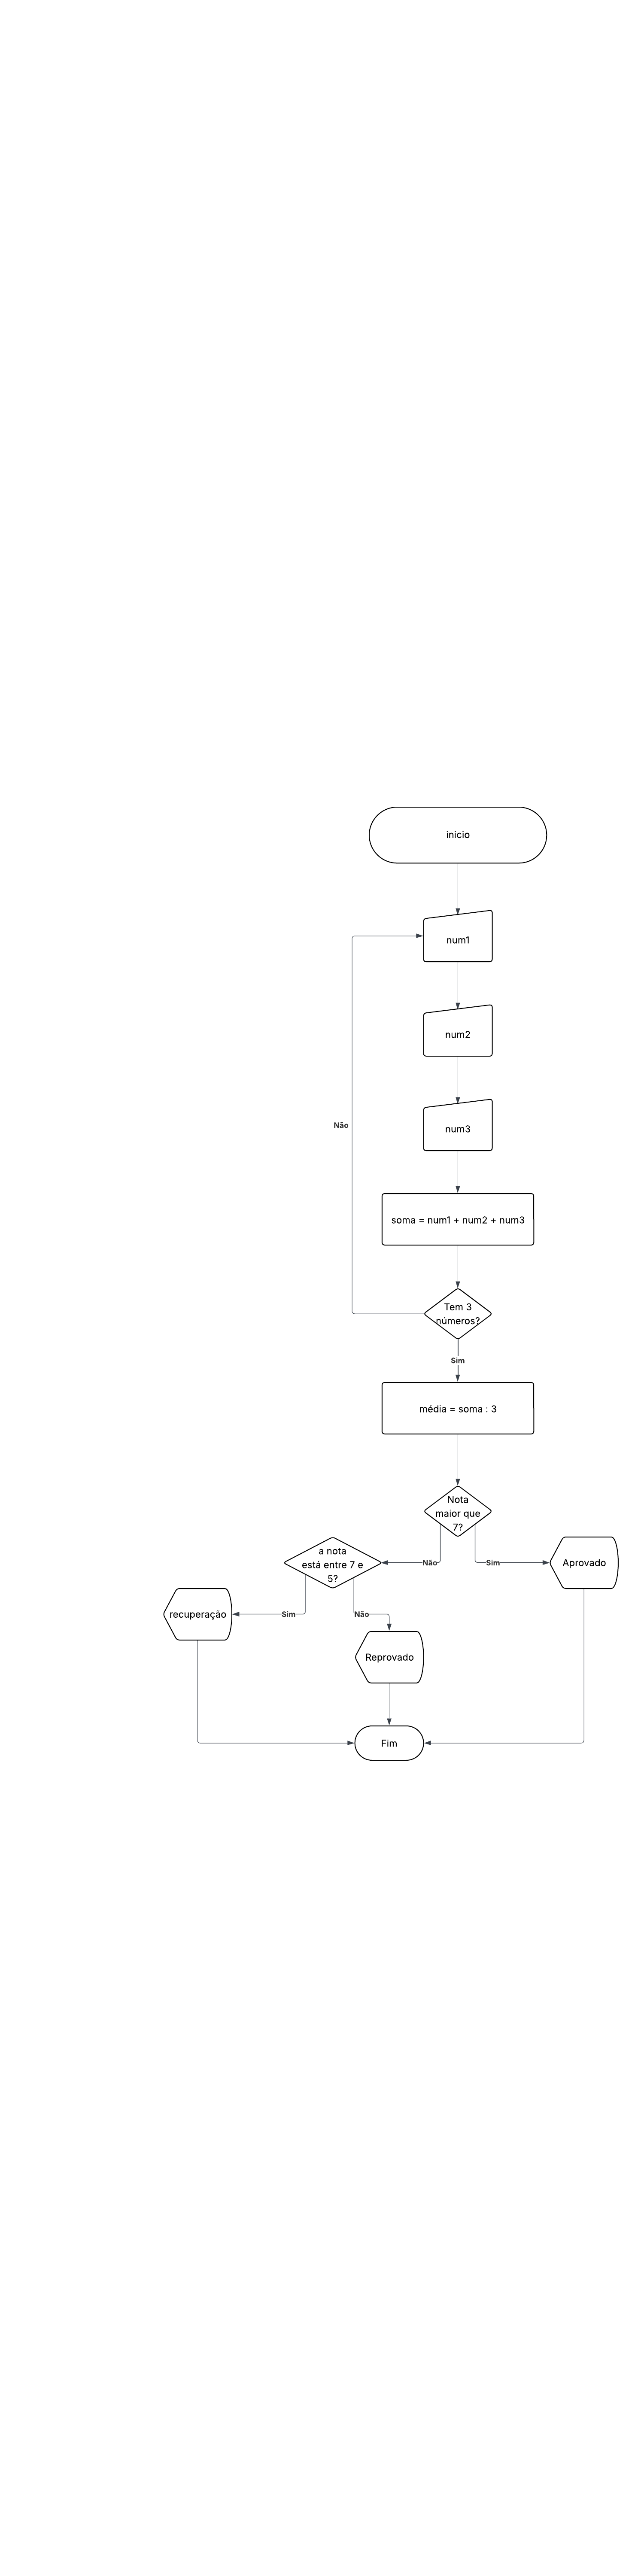 inicio
num1
num2
Não
num3
soma = num1 + num2 + num3
Tem 3
números?
Sim
média = soma : 3
Nota
maior que
7?
a nota
está entre 7 e
5?
Não
Sim
Aprovado
recuperação
Sim
Não
Reprovado
Fim